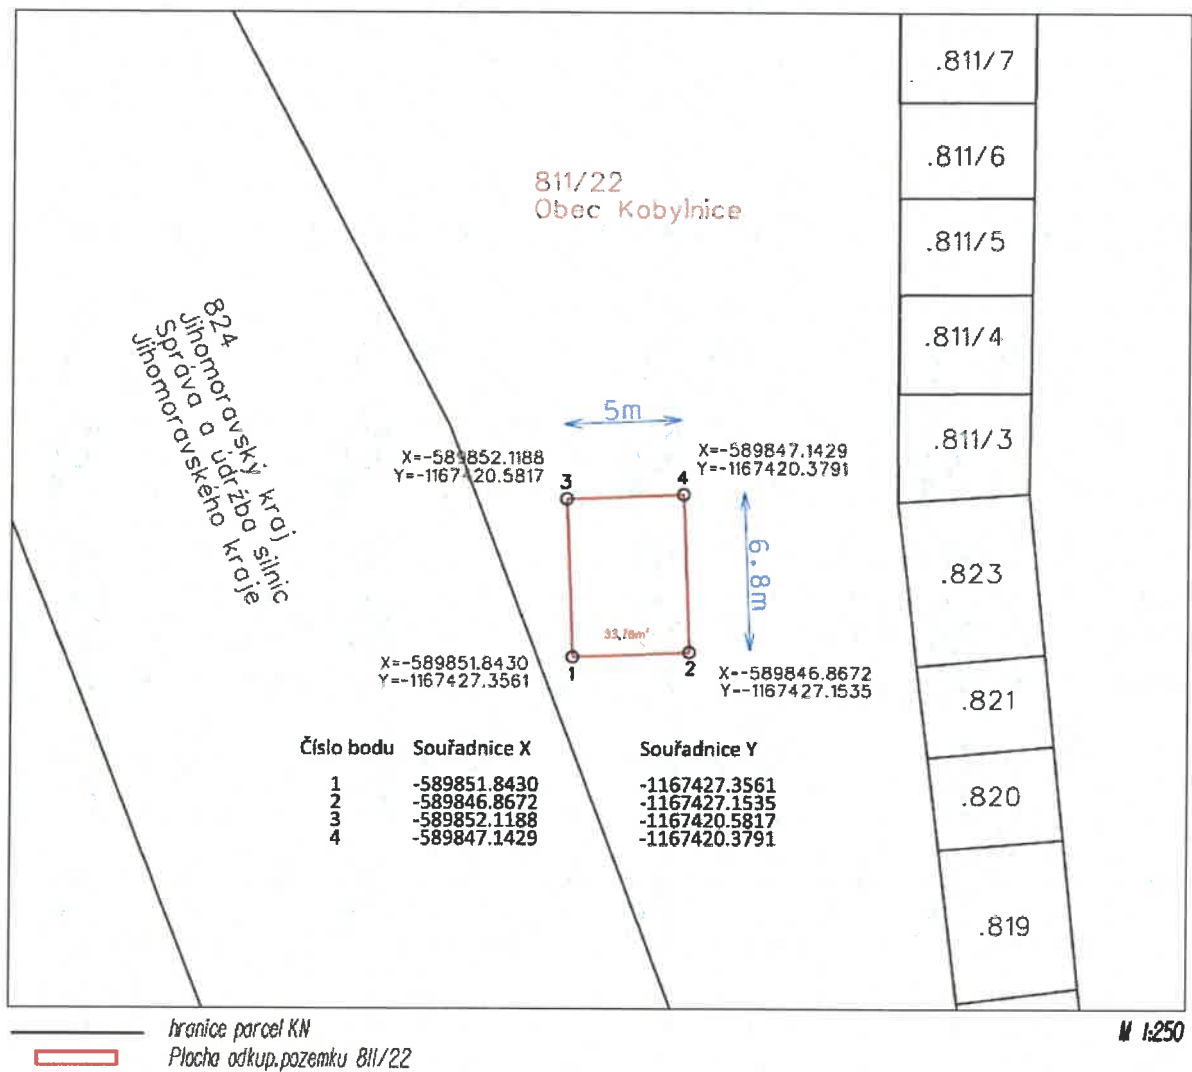 .811/7
.811/6
811/22
Obec Kobylnice
.811/5
.811/4
824
Jihomoravský kraj
Správa a údržba silnic
Jihomoravského kraje
5m
.811/3
X=-589852.1188
Y=-1167420.5817
X=-589847.1429
Y=-1167420.3791
3
4
6.8m
.823
33,78m²
X=-589851.8430
Y=-1167427.3561
1
2
X=-589846.8672
Y=-1167427.1535
.821
Číslo bodu Souřadnice X Souřadnice Y
1 -589851.8430 -1167427.3561
2 -589846.8672 -1167427.1535
3 -589852.1188 -1167420.5817
4 -589847.1429 -1167420.3791
.820
.819
hranice parcel KN
M 1:250
Plocha odkup.pozemku 811/22